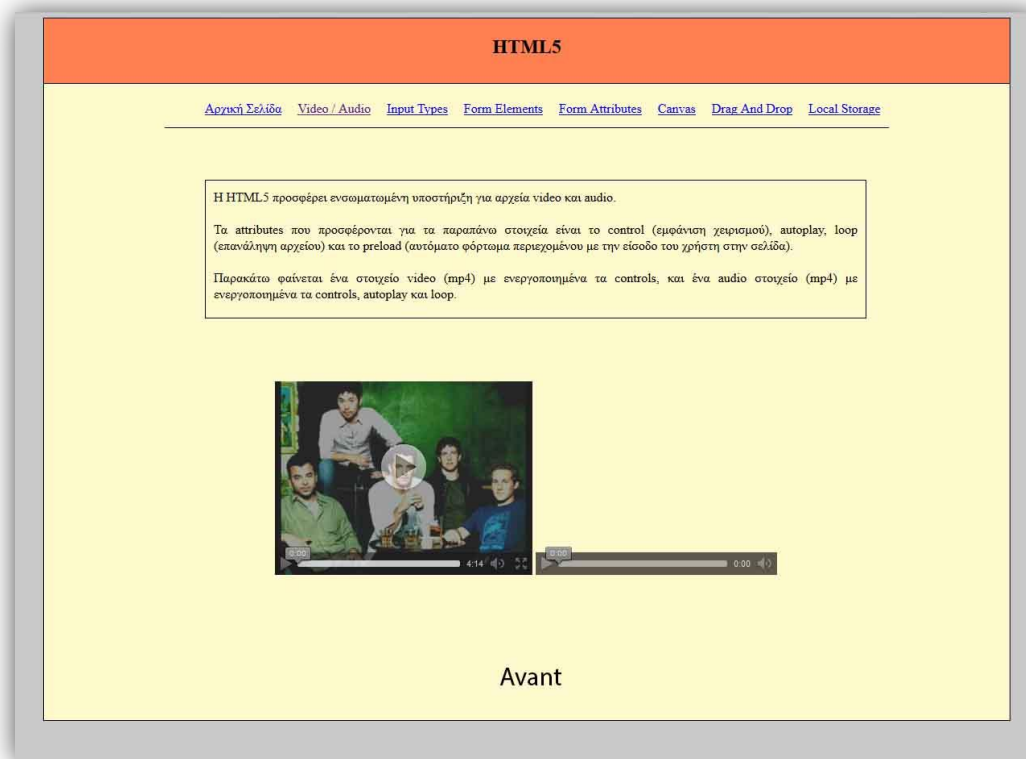 HTML5
Αρχική Σελίδα Video / Audio Input Types Form Elements Form Attributes Canvas Drag And Drop Local Storage
Η HTML5 προσφέρει ενσωματωμένη υποστήριξη για αρχεία video και audio.
Τα attributes που προσφέρονται για τα παραπάνω στοιχεία είναι το control (εμφάνιση χειρισμού), autoplay, loop
(επανάληψη αρχείου) και το preload (αυτόματο φόρτωμα περιεχομένου με την είσοδο του χρήστη στην σελίδα).
Παρακάτω φαίνεται ένα στοιχείο video (mp4) με ενεργοποιημένα τα controls, και ένα audio στοιχείο (mp4) με
ενεργοποιημένα τα controls, autoplay και loop.
0:00 0:00
4:14 0:00
Avant